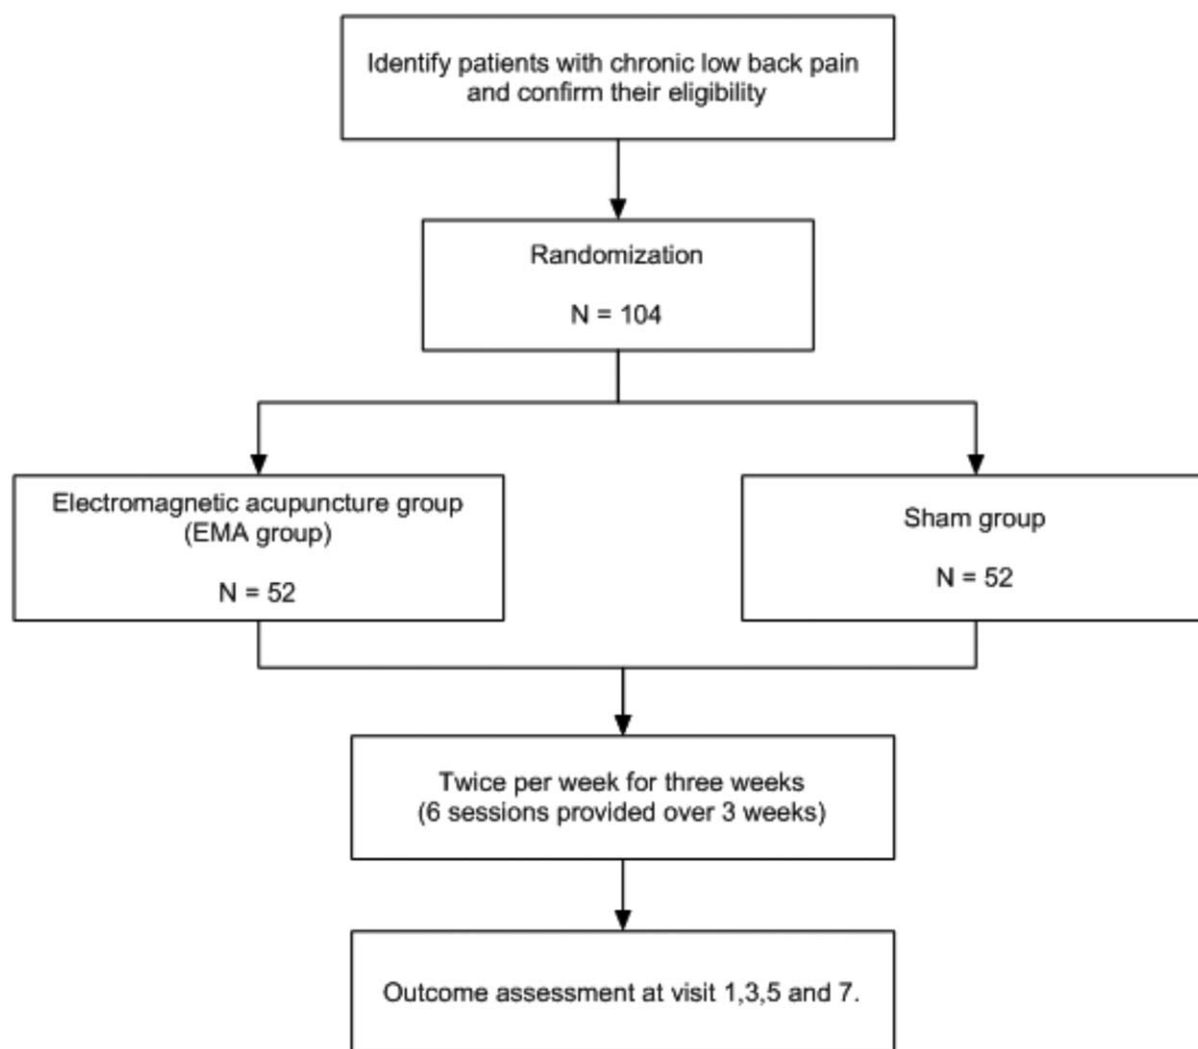 Identify patients with chronic low back pain
and confirm their eligibility
Randomization
N = 104
Electromagnetic acupuncture group
(EMA group)
N = 52
Sham group
N = 52
Twice per week for three weeks
(6 sessions provided over 3 weeks)
Outcome assessment at visit 1,3,5 and 7.